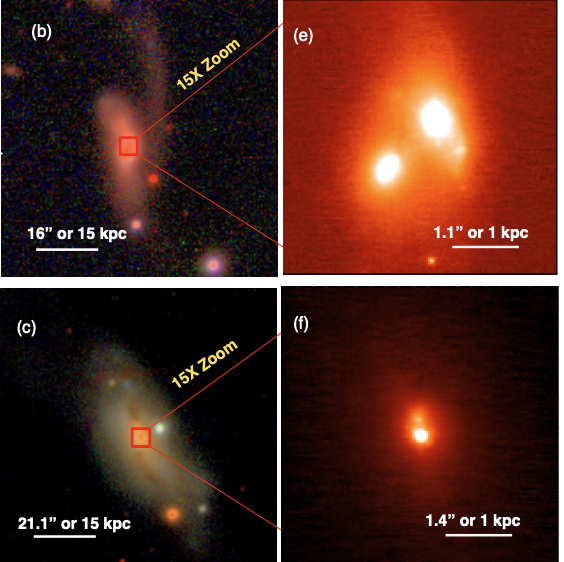 (b)
15X Zoom
16” or 15 kpc
(e)
1.1” or 1 kpc
(c)
15X Zoom
21.1” or 15 kpc
(f)
1.4” or 1 kpc